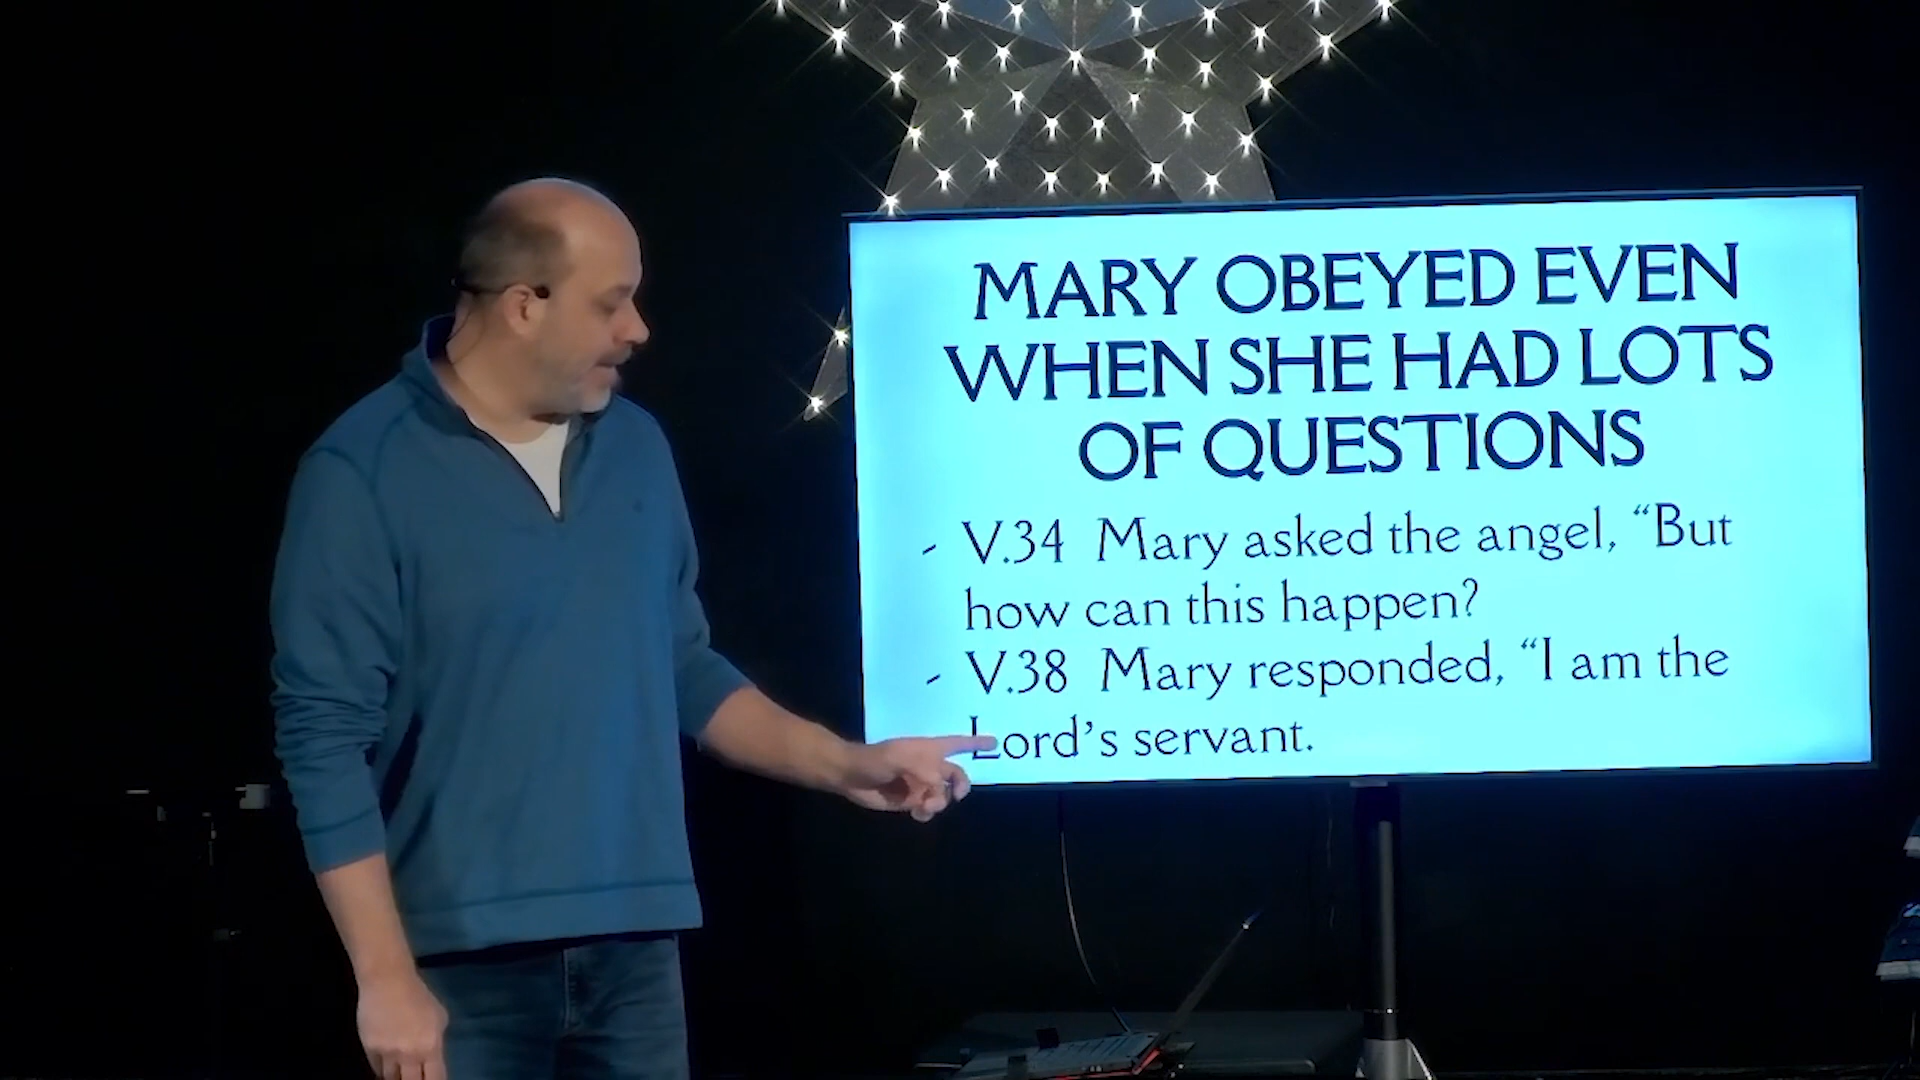 MARY OBEYED EVEN
WHEN SHE HAD LOTS
OF QUESTIONS
- V.34 Mary asked the angel, “But
how can this happen?
- V.38 Mary responded, “I am the
Lord’s servant.